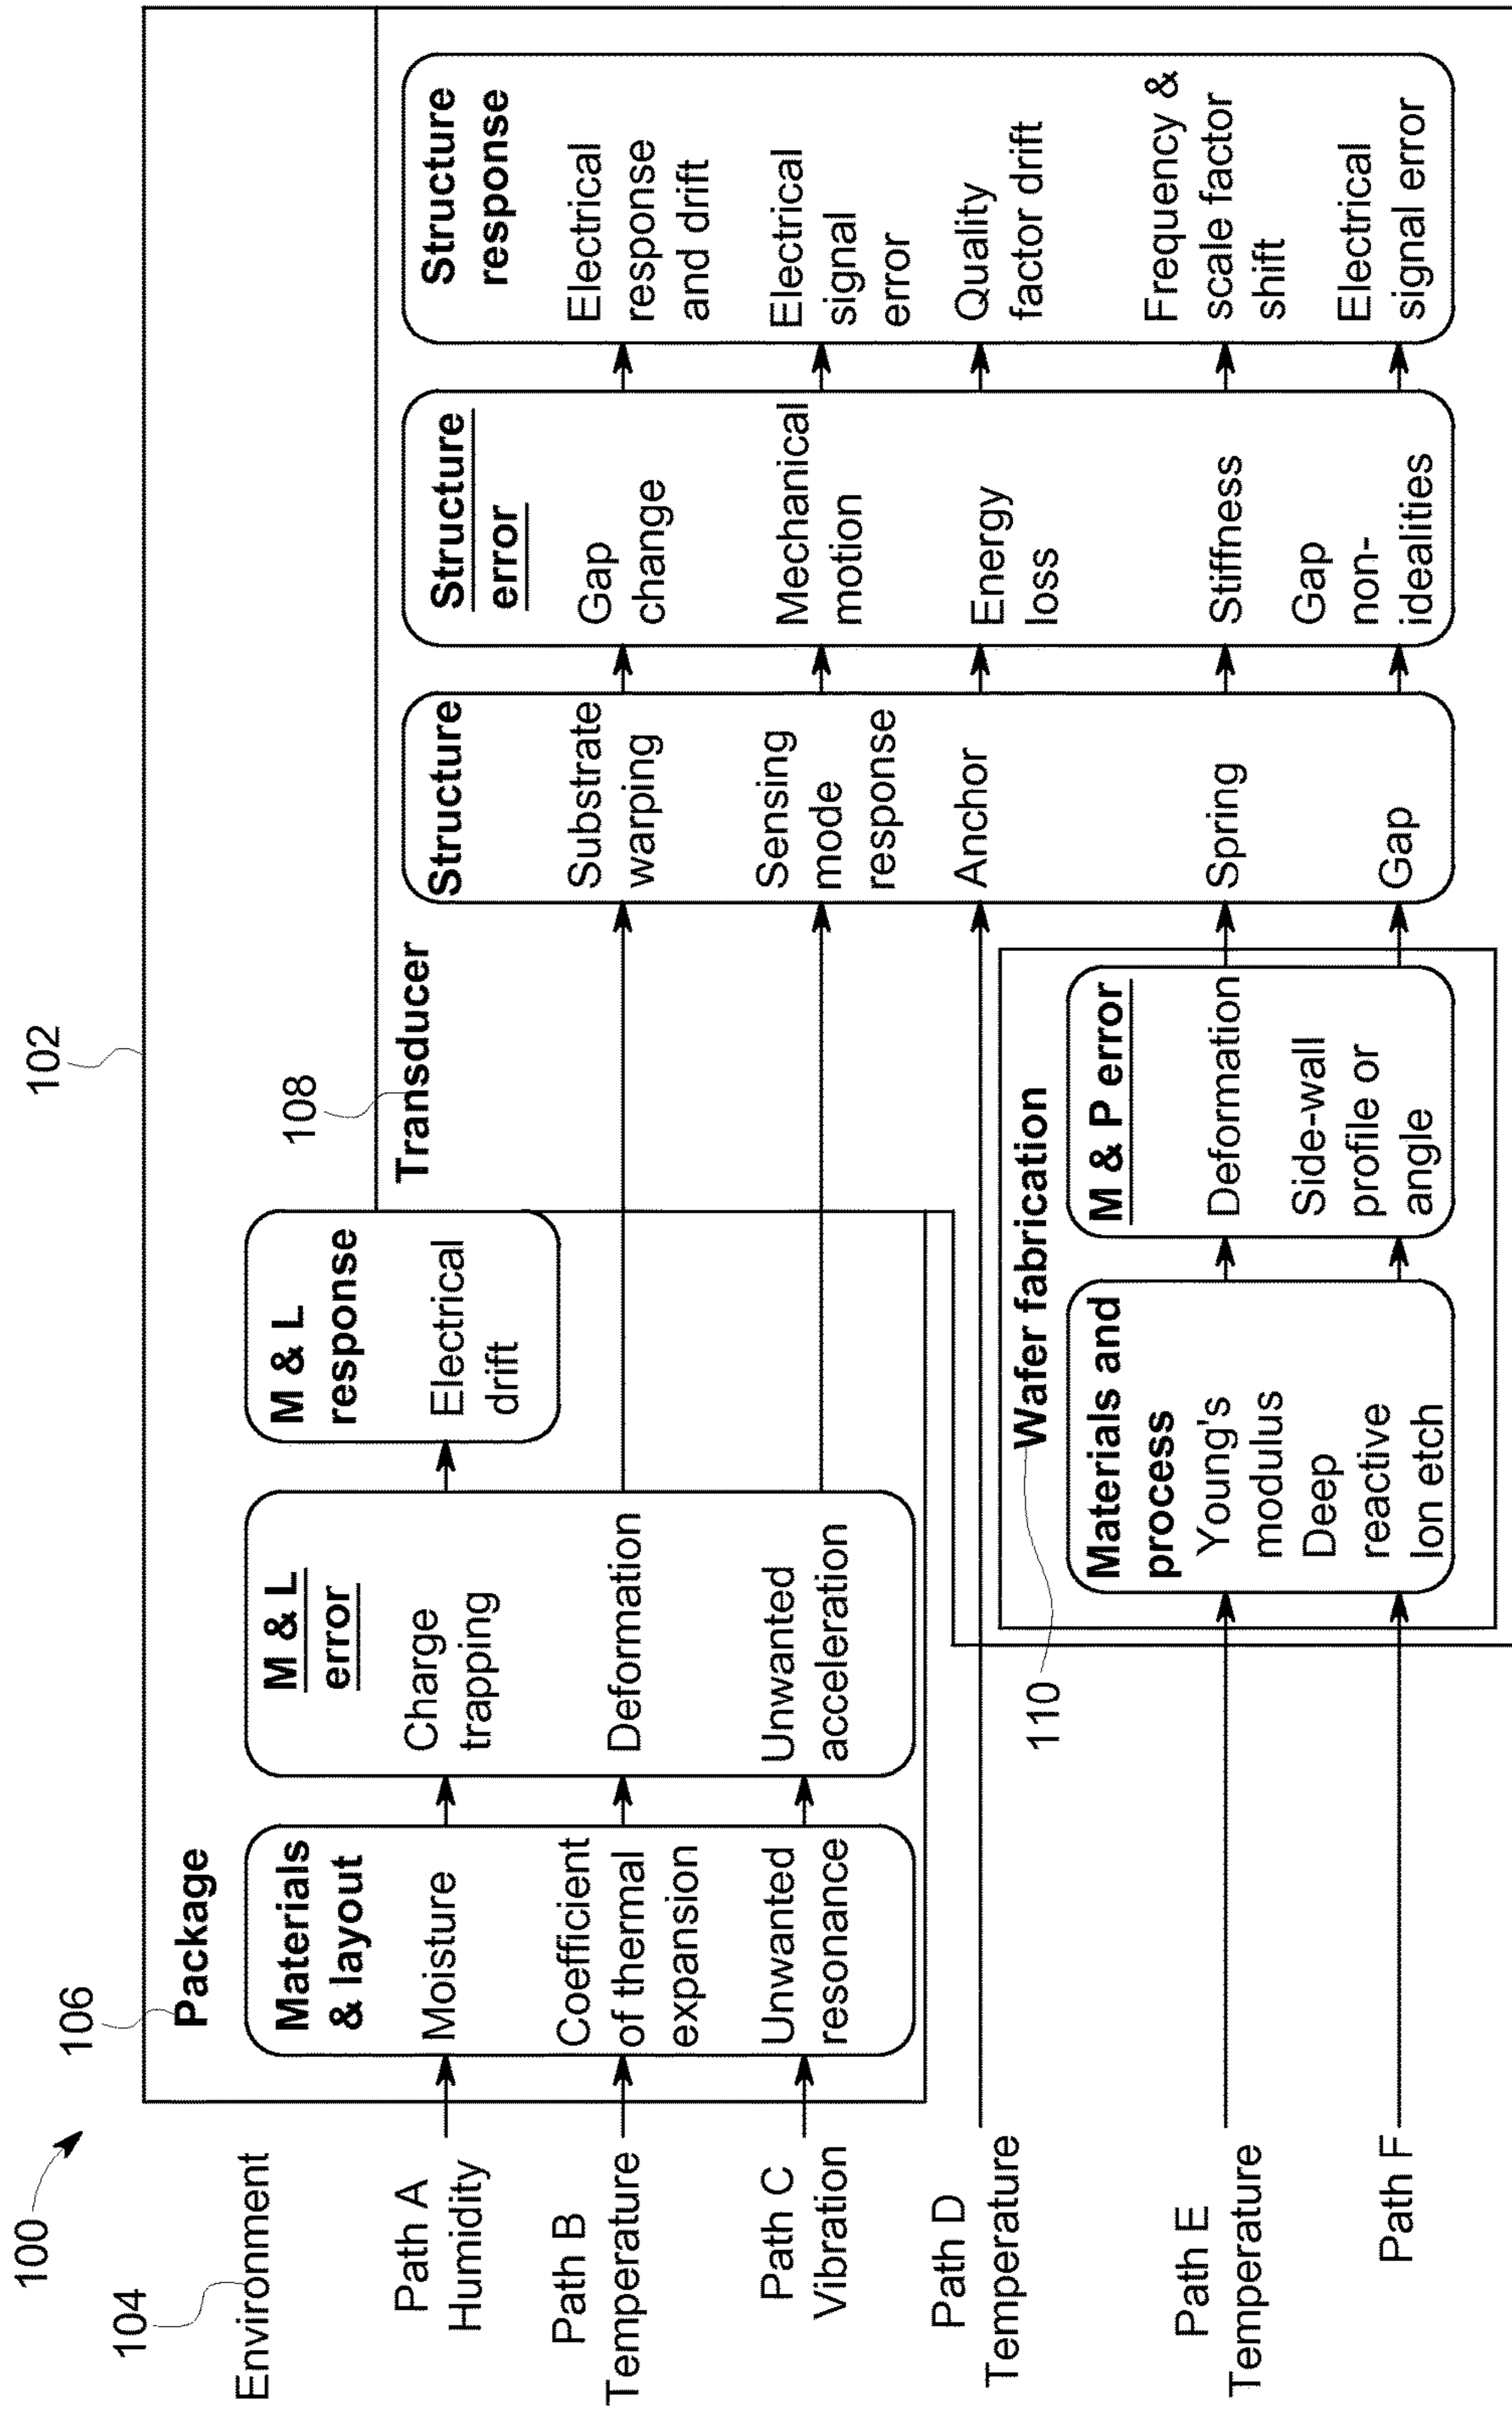 100
102
104
Environment
106
Package
108
Transducer
110
Wafer fabrication
Path A
Humidity
Path B
Temperature
Path C
Vibration
Path D
Temperature
Path E
Temperature
Path F
Materials
& layout
Moisture
Coefficient
of thermal
expansion
Unwanted
resonance
M & L
error
Charge
trapping
Deformation
Unwanted
acceleration
M & L
response
Electrical
drift
Materials and
process
Young's
modulus
Deep
reactive
Ion etch
M & P error
Deformation
Side-wall
profile or
angle
Structure
Substrate
warping
Sensing
mode
response
Anchor
Spring
Gap
Structure
error
Gap
change
Mechanical
motion
Energy
loss
Stiffness
Gap
non-
idealities
Structure
response
Electrical
response
and drift
Electrical
signal
error
Quality
factor drift
Frequency &
scale factor
shift
Electrical
signal error